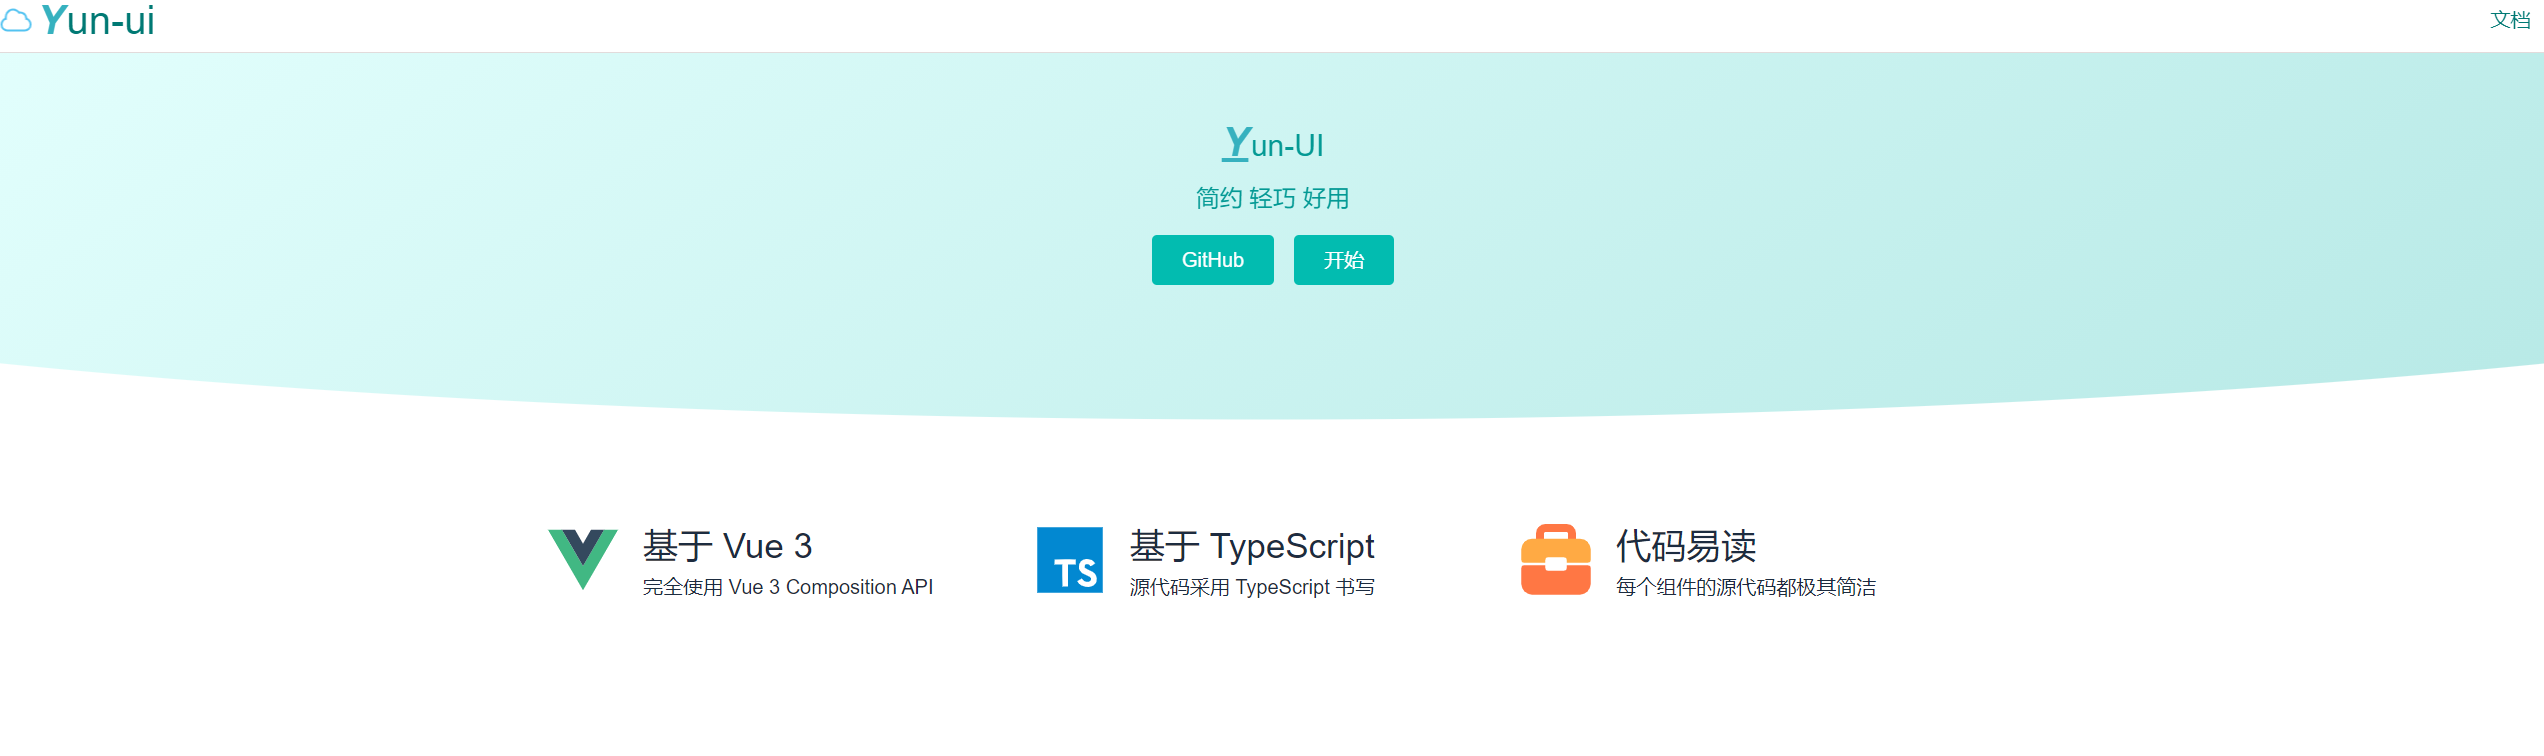 Yun-ui
文档
Yun-UI
简约 轻巧 好用
GitHub
开始
基于 Vue 3
完全使用 Vue 3 Composition API
TS
基于 TypeScript
源代码采用 TypeScript 书写
代码易读
每个组件的源代码都极其简洁